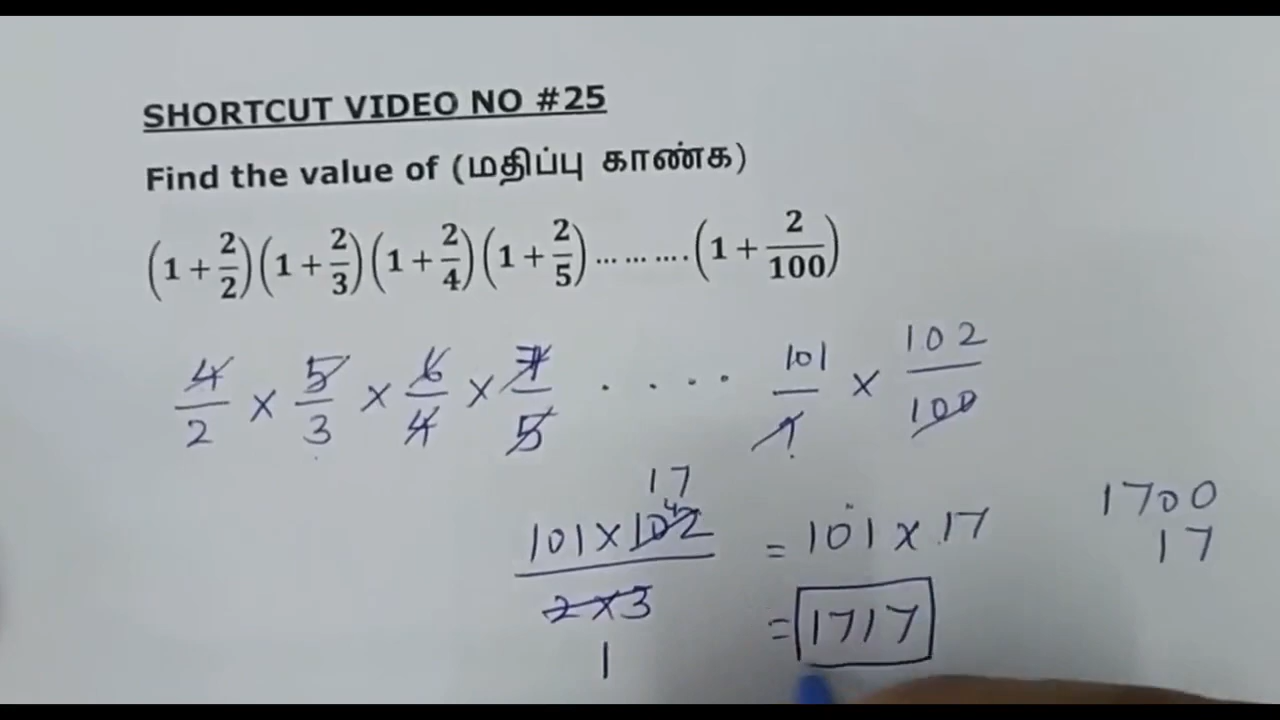 SHORTCUT VIDEO NO #25
Find the value of (மதிப்பு காண்க)
(1 + 2/2)(1 + 2/3)(1 + 2/4)(1 + 2/5) ... ... ... .(1 + 2/100)
4/2 × 5/3 × 6/4 × 7/5 . . . . 101/ × 102/100
17
101 × 102 / 2 × 3 = 101 × 17
1
= 1717
1700
17